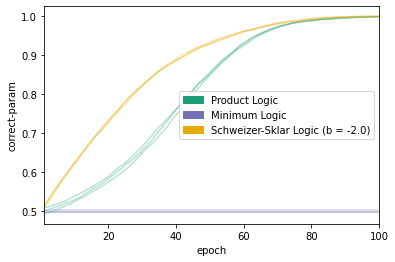 1.0
0.9
0.8
0.7
0.6
0.5
correct-param
Product Logic
Minimum Logic
Schweizer-Sklar Logic (b = -2.0)
20 40 60 80 100
epoch